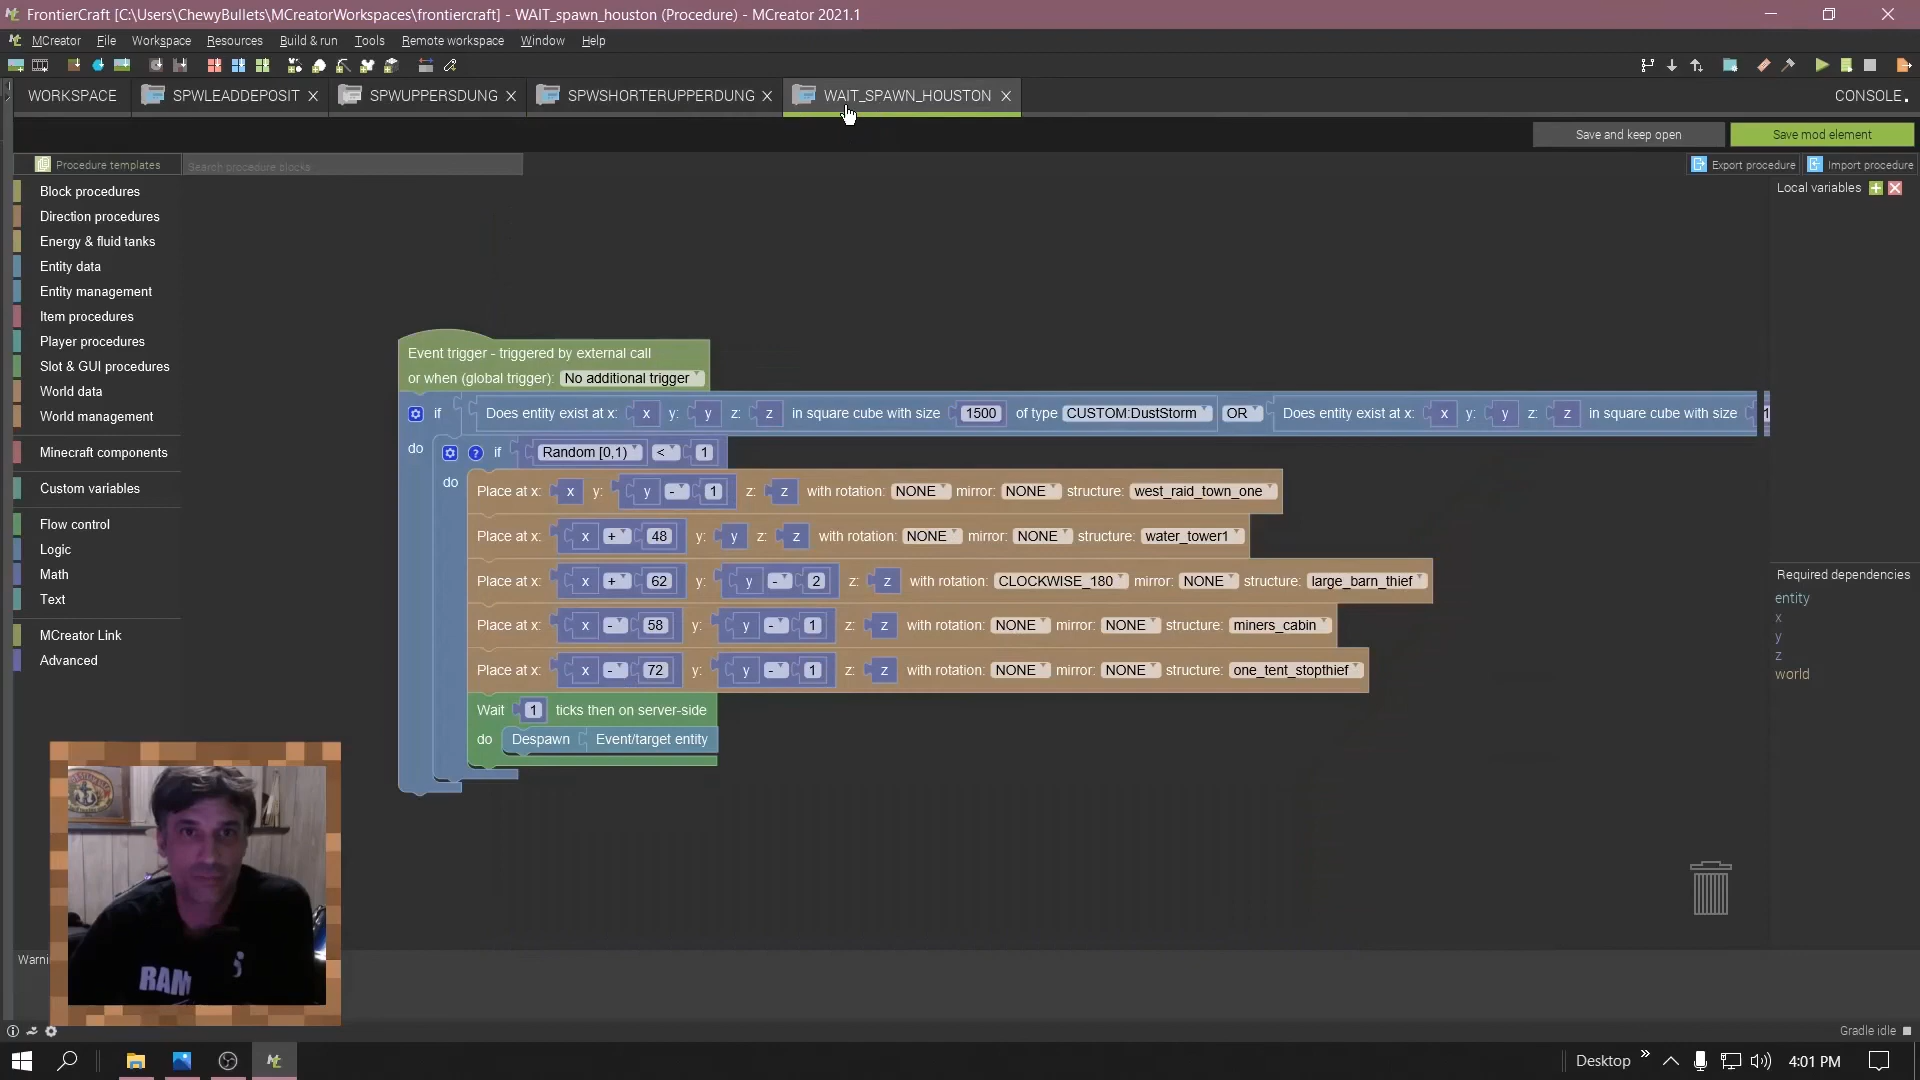 FrontierCraft [C:\Users\ChewyBullets\MCreatorWorkspaces\frontiercraft] - WAIT_spawn_houston (Procedure) - MCreator 2021.1
MCreator File Workspace Resources Build & run Tools Remote workspace Window Help
WORKSPACE SPWLEADDEPOSIT SPWUPPERSDUNG SPWSHORTERUPPERDUNG WAIT_SPAWN_HOUSTON CONSOLE
Save and keep open Save mod element
Procedure templates Search procedure blocks Export procedure Import procedure
Block procedures
Direction procedures
Energy & fluid tanks
Entity data
Entity management
Item procedures
Player procedures
Slot & GUI procedures
World data
World management
Minecraft components
Custom variables
Flow control
Logic
Math
Text
MCreator Link
Advanced
Local variables
Event trigger - triggered by external call
or when (global trigger): No additional trigger
if Does entity exist at x: x y: y z: z in square cube with size 1500 of type CUSTOM:DustStorm OR Does entity exist at x: x y: y z: z in square cube with size 1
do if Random [0,1) < 1
do Place at x: x y: y - 1 z: z with rotation: NONE mirror: NONE structure: west_raid_town_one
Place at x: x + 48 y: y z: z with rotation: NONE mirror: NONE structure: water_tower1
Place at x: x + 62 y: y - 2 z: z with rotation: CLOCKWISE_180 mirror: NONE structure: large_barn_thief
Place at x: x - 58 y: y - 1 z: z with rotation: NONE mirror: NONE structure: miners_cabin
Place at x: x - 72 y: y - 1 z: z with rotation: NONE mirror: NONE structure: one_tent_stopthief
Wait 1 ticks then on server-side
do Despawn Event/target entity
Required dependencies
entity
x
y
z
world
Warni
RAM
Gradle idle
Desktop 4:01 PM